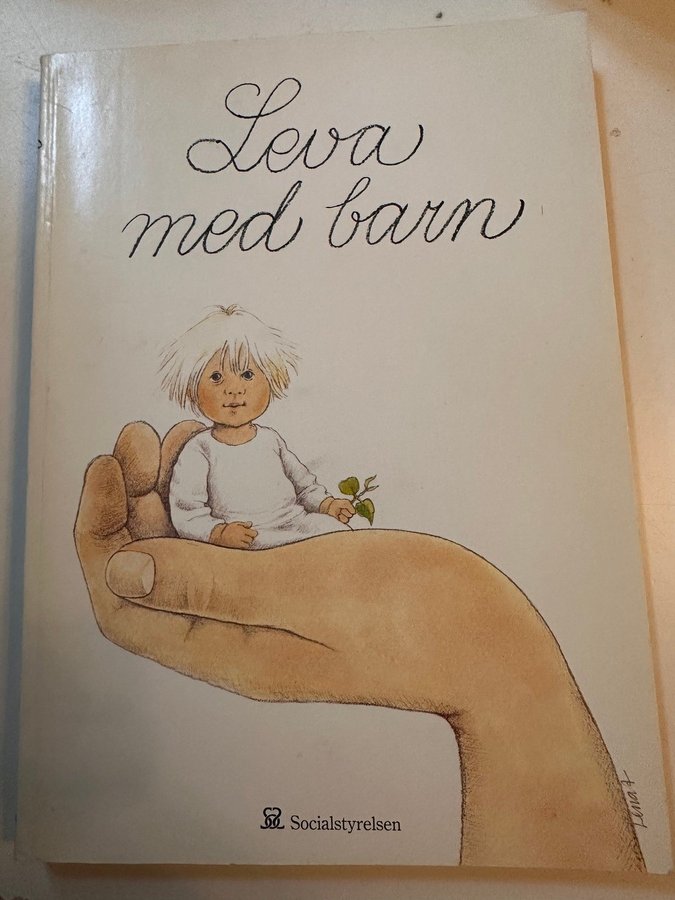 Leva
med barn
Socialstyrelsen